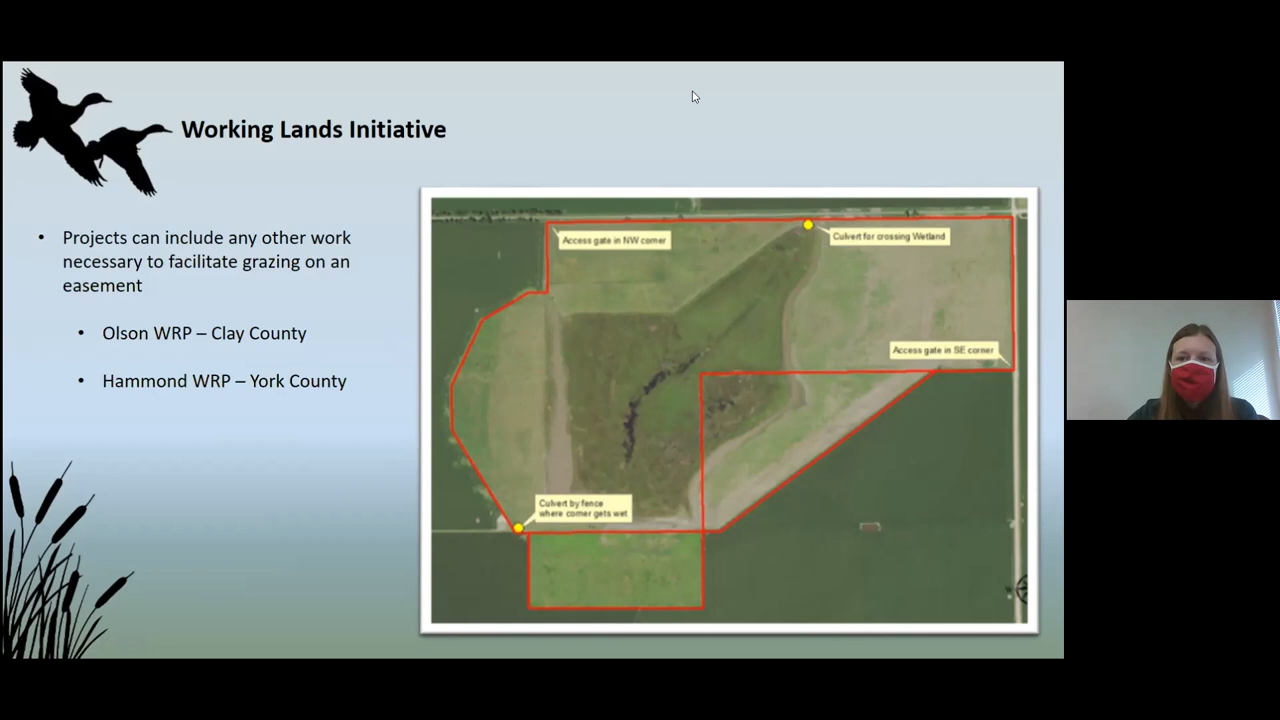 Working Lands Initiative
• Projects can include any other work
necessary to facilitate grazing on an
easement
• Olson WRP – Clay County
• Hammond WRP – York County
Access gate in NW corner
Culvert for crossing Wetland
Access gate in SE corner
Culvert by fence
where corner gets wet